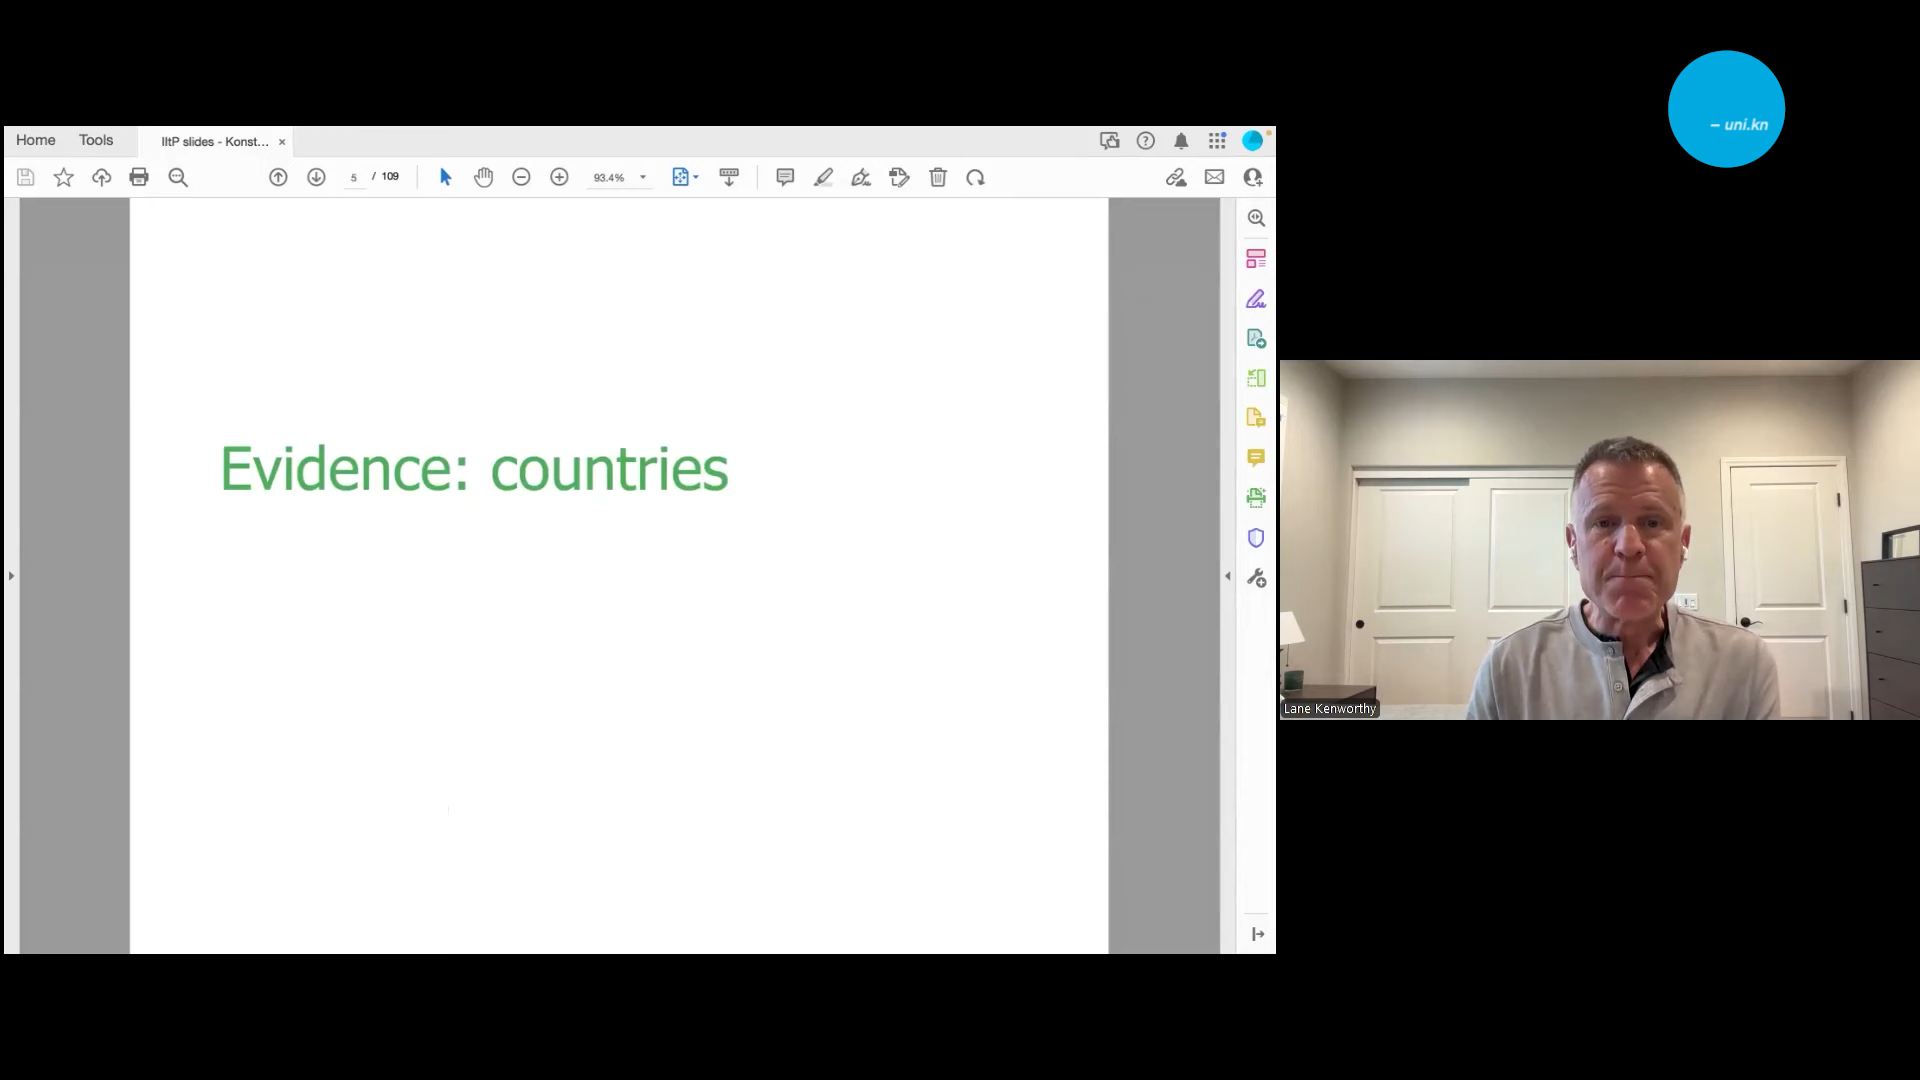 Home Tools IItP slides - Konst... ×
5 / 109 93.4%
Evidence: countries
– uni.kn
Lane Kenworthy